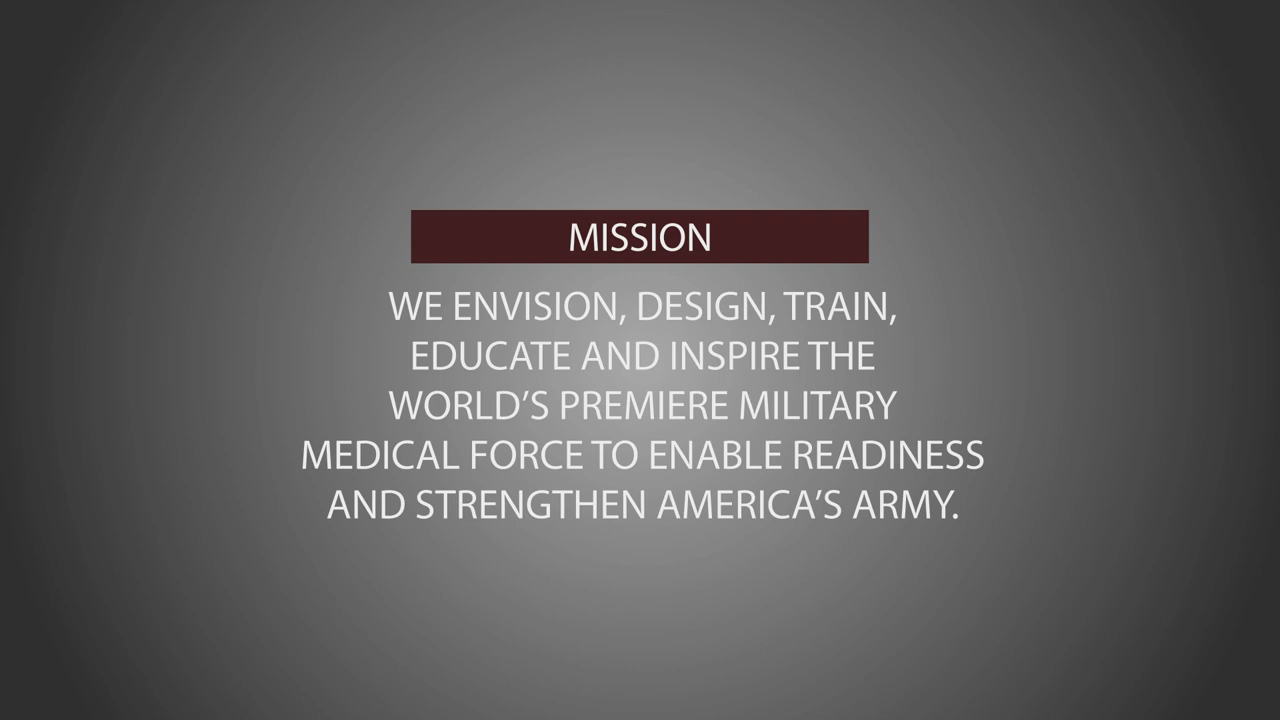 MISSION
WE ENVISION, DESIGN, TRAIN,
EDUCATE AND INSPIRE THE
WORLD’S PREMIERE MILITARY
MEDICAL FORCE TO ENABLE READINESS
AND STRENGTHEN AMERICA’S ARMY.